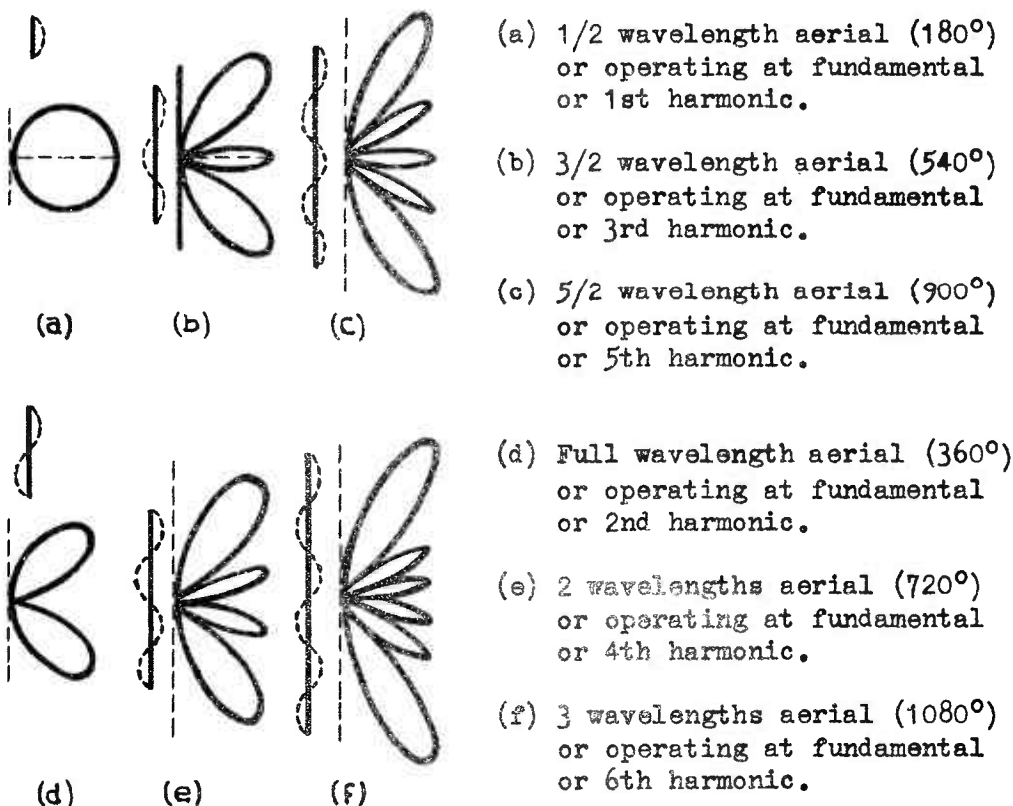 (a) 1/2 wavelength aerial (180°)
or operating at fundamental
or 1st harmonic.
(b) 3/2 wavelength aerial (540°)
or operating at fundamental
or 3rd harmonic.
(c) 5/2 wavelength aerial (900°)
or operating at fundamental
or 5th harmonic.
(a) (b) (c)
(d) Full wavelength aerial (360°)
or operating at fundamental
or 2nd harmonic.
(e) 2 wavelengths aerial (720°)
or operating at fundamental
or 4th harmonic.
(f) 3 wavelengths aerial (1080°)
or operating at fundamental
or 6th harmonic.
(d) (e) (f)